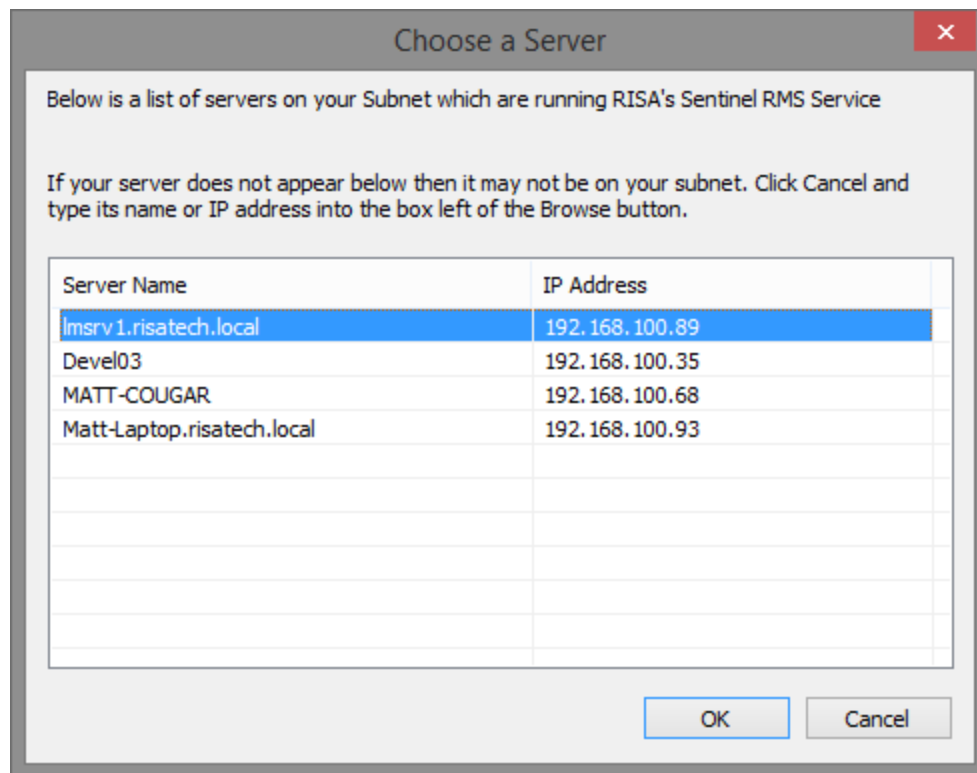 Choose a Server
Below is a list of servers on your Subnet which are running RISA's Sentinel RMS Service
If your server does not appear below then it may not be on your subnet. Click Cancel and
type its name or IP address into the box left of the Browse button.
Server Name IP Address
lmsrv1.risatech.local 192.168.100.89
Devel03 192.168.100.35
MATT-COUGAR 192.168.100.68
Matt-Laptop.risatech.local 192.168.100.93
OK Cancel